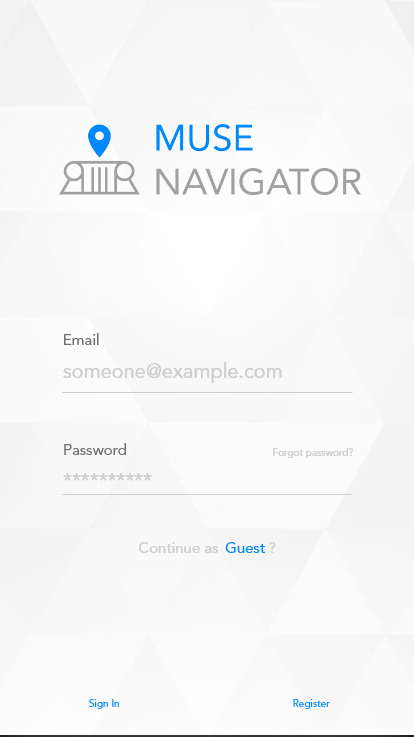 MUSE
NAVIGATOR
Email
someone@example.com
Password
Forgot password?
**********
Continue as Guest ?
Sign In
Register